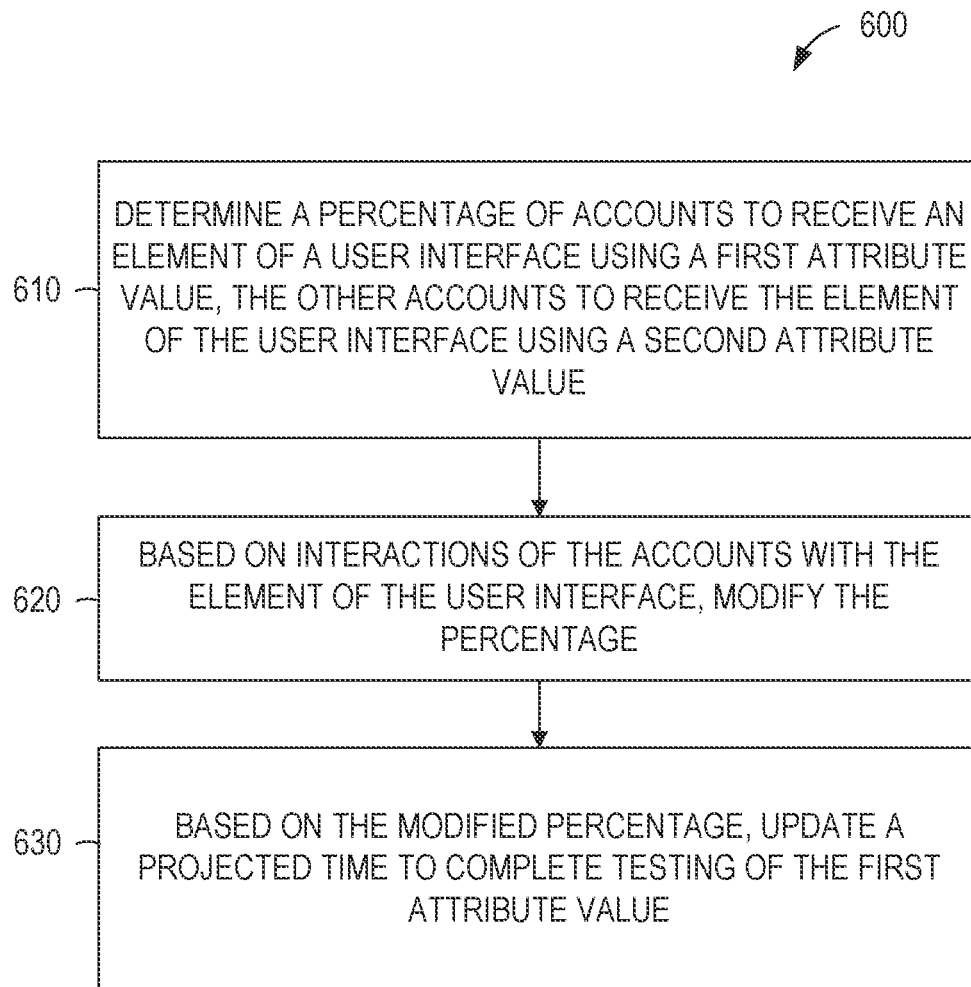 600
DETERMINE A PERCENTAGE OF ACCOUNTS TO RECEIVE AN
ELEMENT OF A USER INTERFACE USING A FIRST ATTRIBUTE
610
VALUE, THE OTHER ACCOUNTS TO RECEIVE THE ELEMENT
OF THE USER INTERFACE USING A SECOND ATTRIBUTE
VALUE
BASED ON INTERACTIONS OF THE ACCOUNTS WITH THE
620
ELEMENT OF THE USER INTERFACE, MODIFY THE
PERCENTAGE
630
BASED ON THE MODIFIED PERCENTAGE, UPDATE A
PROJECTED TIME TO COMPLETE TESTING OF THE FIRST
ATTRIBUTE VALUE